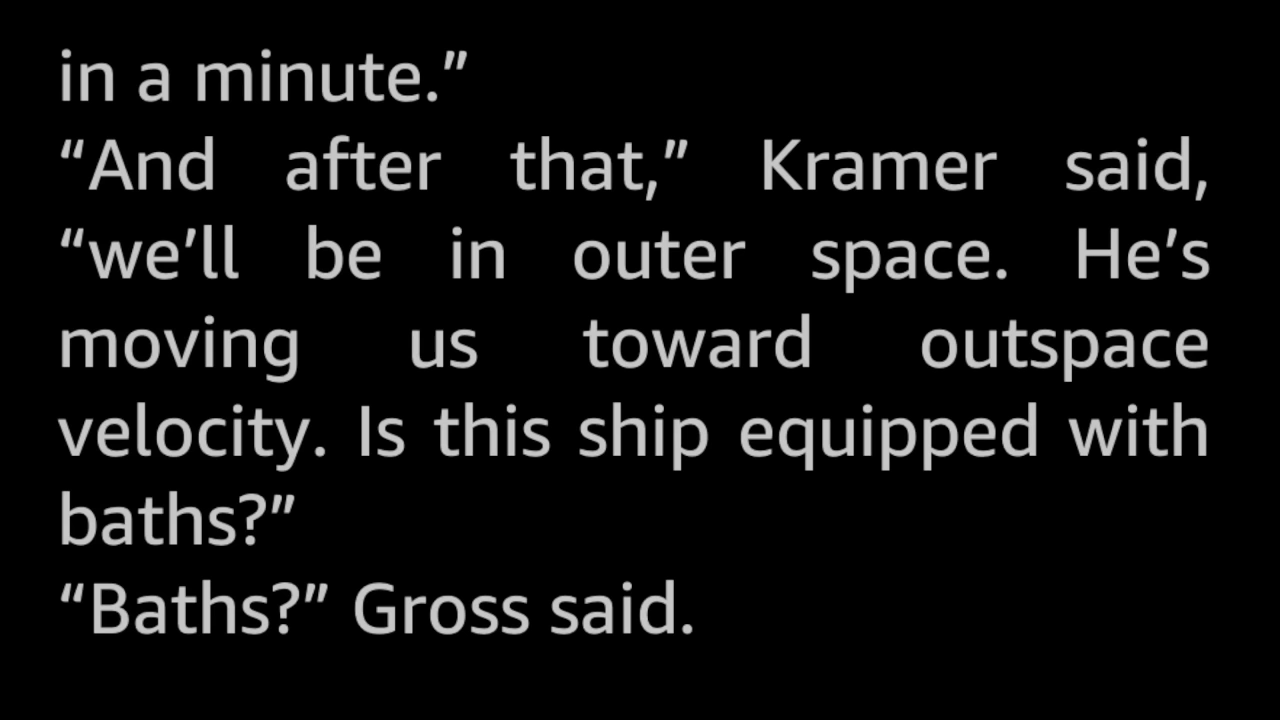 in a minute.”
“And after that,” Kramer said,
“we’ll be in outer space. He’s
moving us toward outspace
velocity. Is this ship equipped with
baths?”
“Baths?” Gross said.